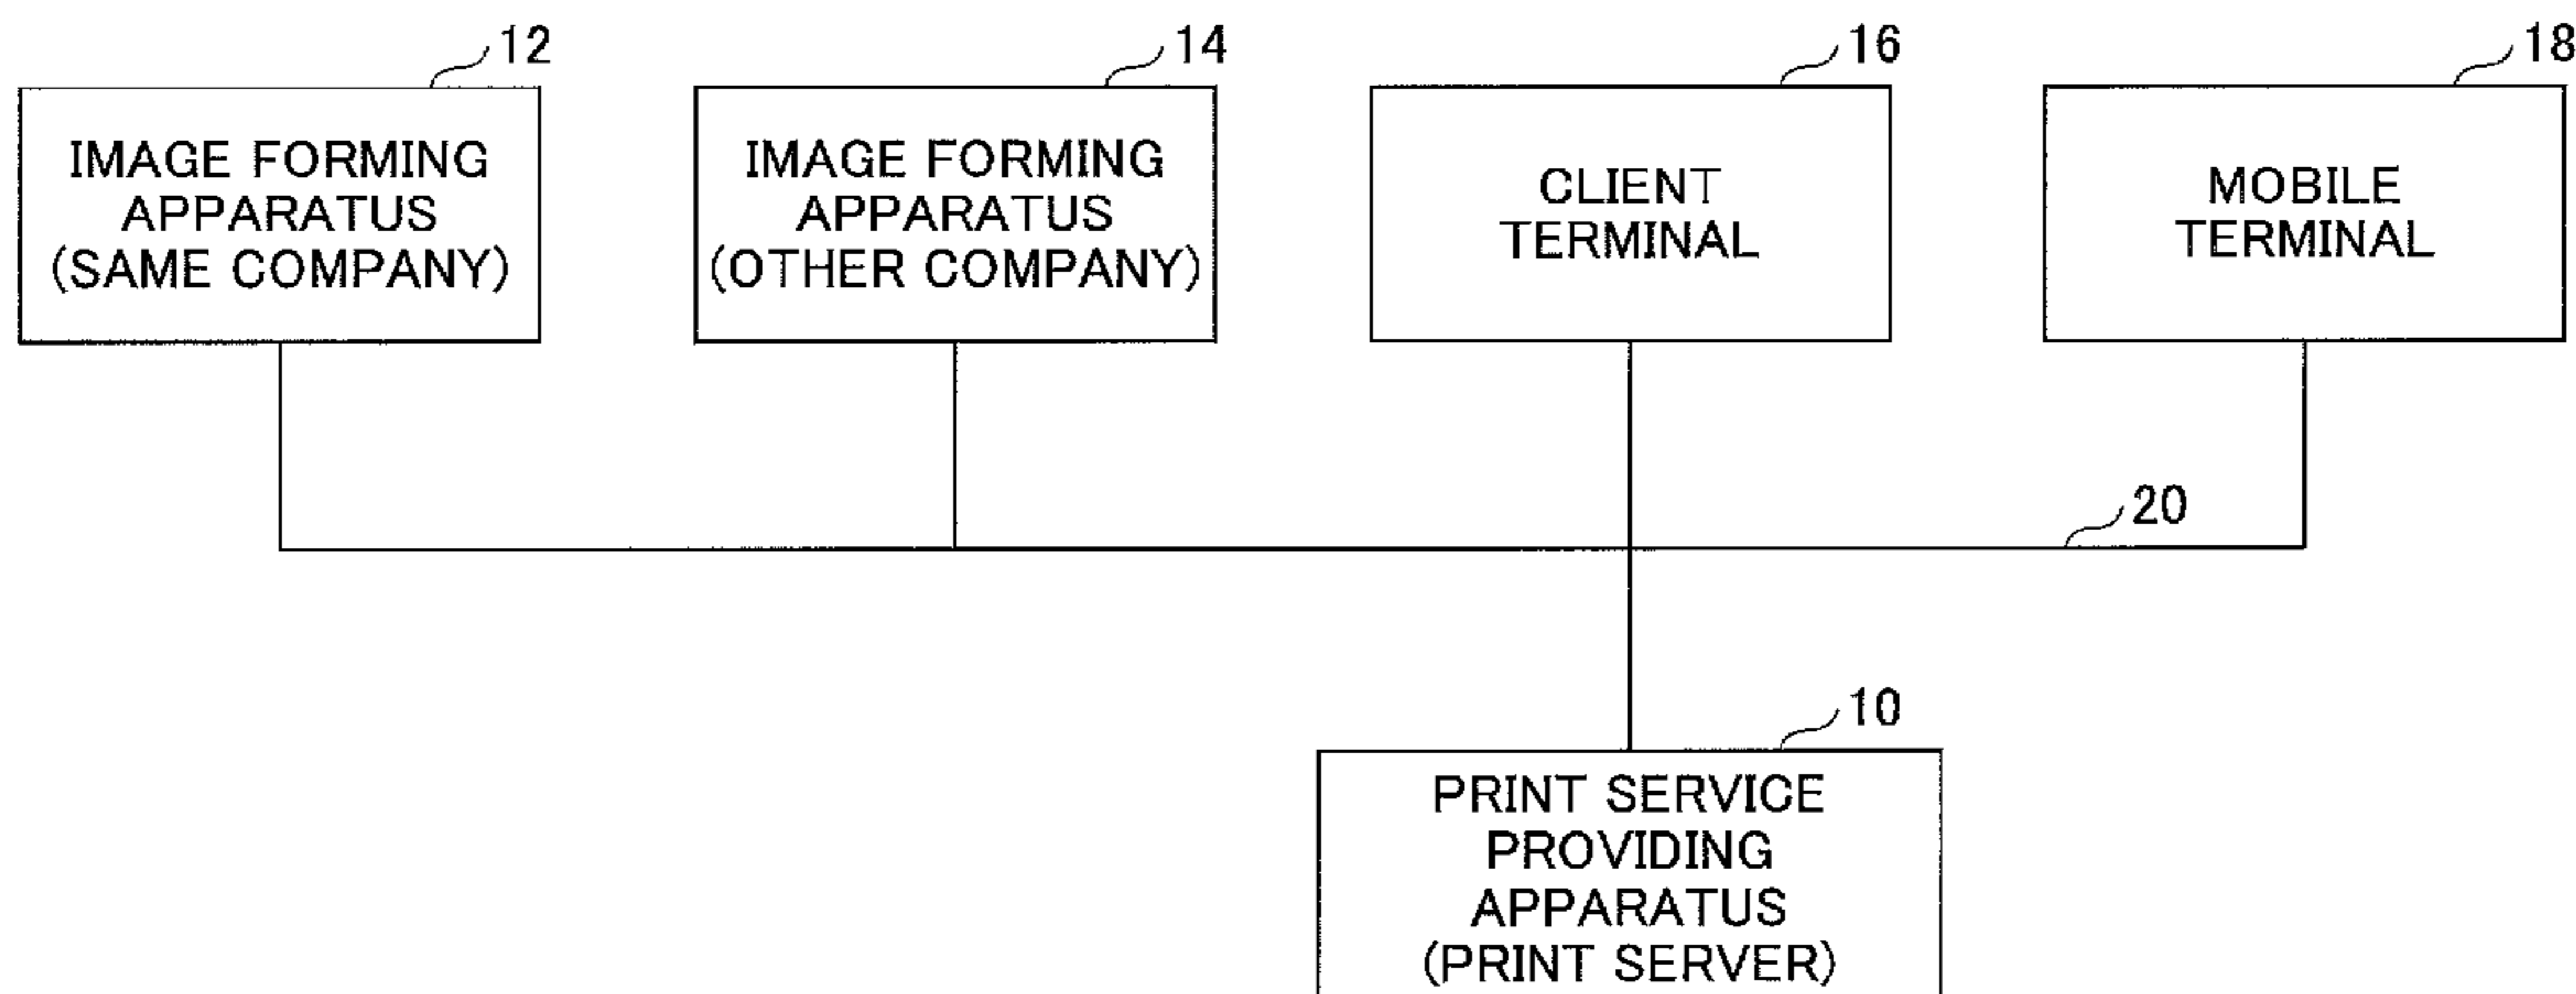 12
IMAGE FORMING
APPARATUS
(SAME COMPANY)
14
IMAGE FORMING
APPARATUS
(OTHER COMPANY)
16
CLIENT
TERMINAL
18
MOBILE
TERMINAL
20
10
PRINT SERVICE
PROVIDING
APPARATUS
(PRINT SERVER)